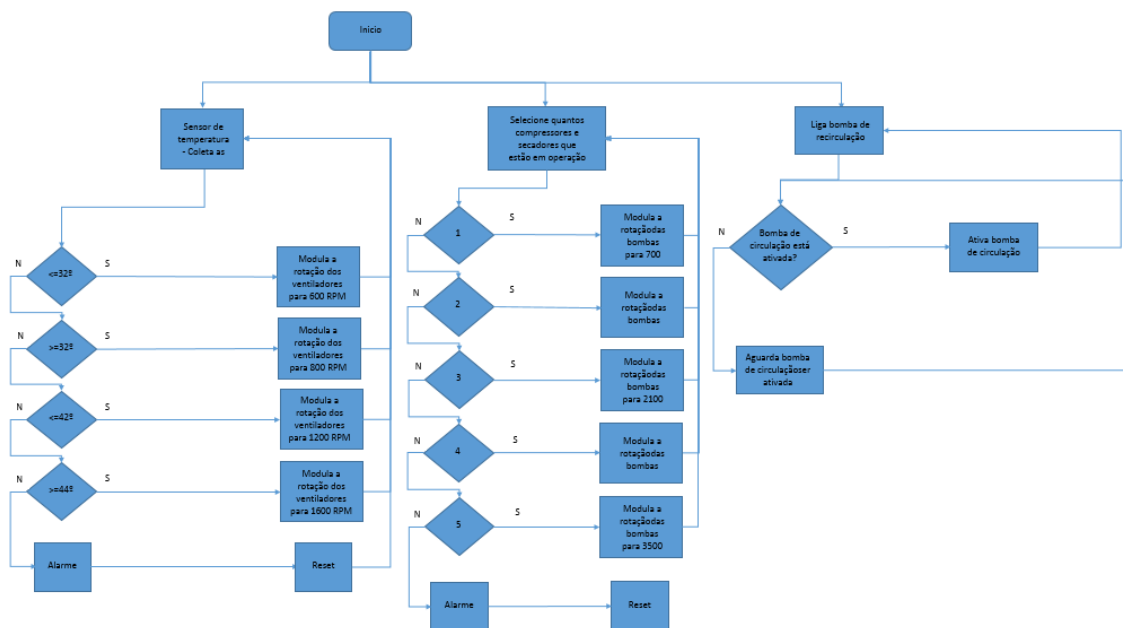 Inicio
Sensor de
temperatura
- Coleta as
Selecione quantos
compressores e
secadores que
estão em operação
Liga bomba de
recirculação
N
<=32º
S
Modula a
rotação dos
ventiladores
para 600 RPM
N
>=32º
S
Modula a
rotação dos
ventiladores
para 800 RPM
N
<=42º
S
Modula a
rotação dos
ventiladores
para 1200 RPM
N
>=44º
S
Modula a
rotação dos
ventiladores
para 1600 RPM
Alarme
Reset
N
1
S
Modula a
rotaçãodas
bombas
para 700
N
2
S
Modula a
rotaçãodas
bombas
N
3
S
Modula a
rotaçãodas
bombas
para 2100
N
4
S
Modula a
rotaçãodas
bombas
N
5
S
Modula a
rotaçãodas
bombas
para 3500
Alarme
Reset
N
Bomba de
circulação está
ativada?
S
Ativa bomba
de circulação
Aguarda bomba
de circulaçãoser
ativada